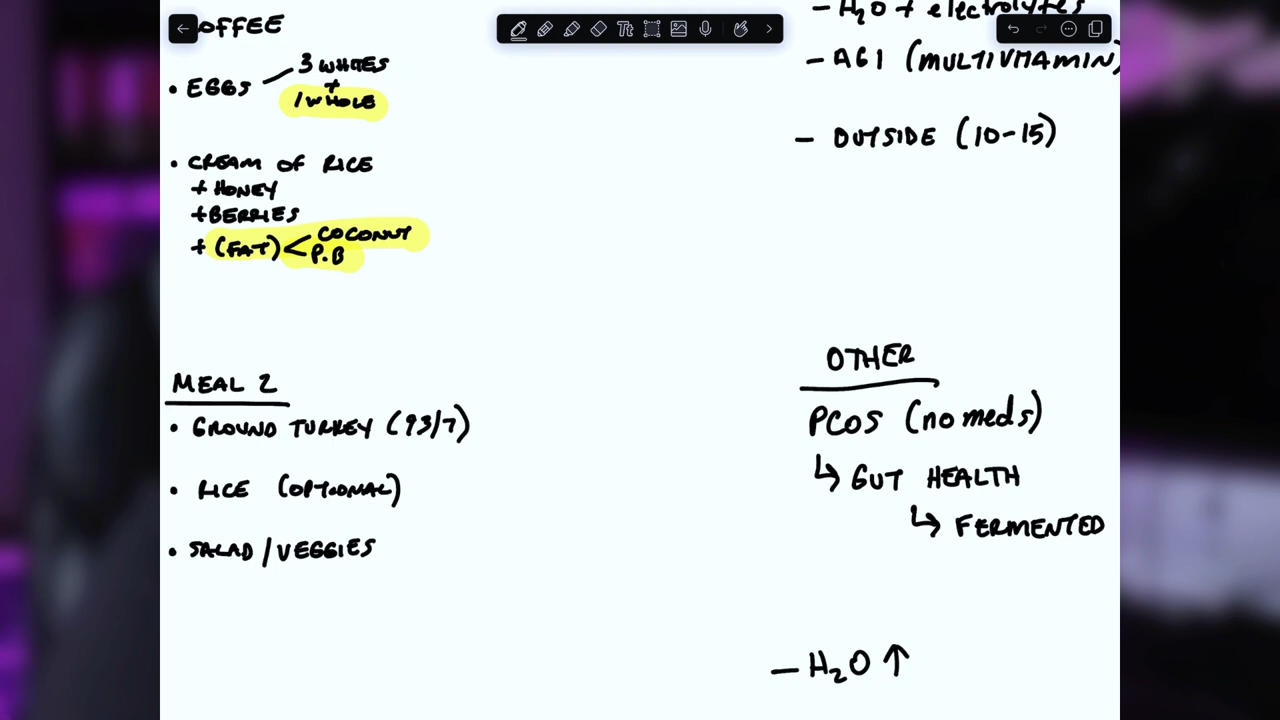 OFFEE
• EGGS
3 WHITES
+
1 WHOLE
• CREAM OF RICE
+ HONEY
+ BERRIES
+ (FAT) < COCONUT
P.B
MEAL 2
• GROUND TURKEY (93/7)
• RICE (OPTIONAL)
• SALAD/VEGGIES
- H2O + electrolytes
- AG1 (MULTIVITAMIN)
- OUTSIDE (10-15)
OTHER
PCOS (no meds)
↳ GUT HEALTH
↳ FERMENTED
- H2O ↑